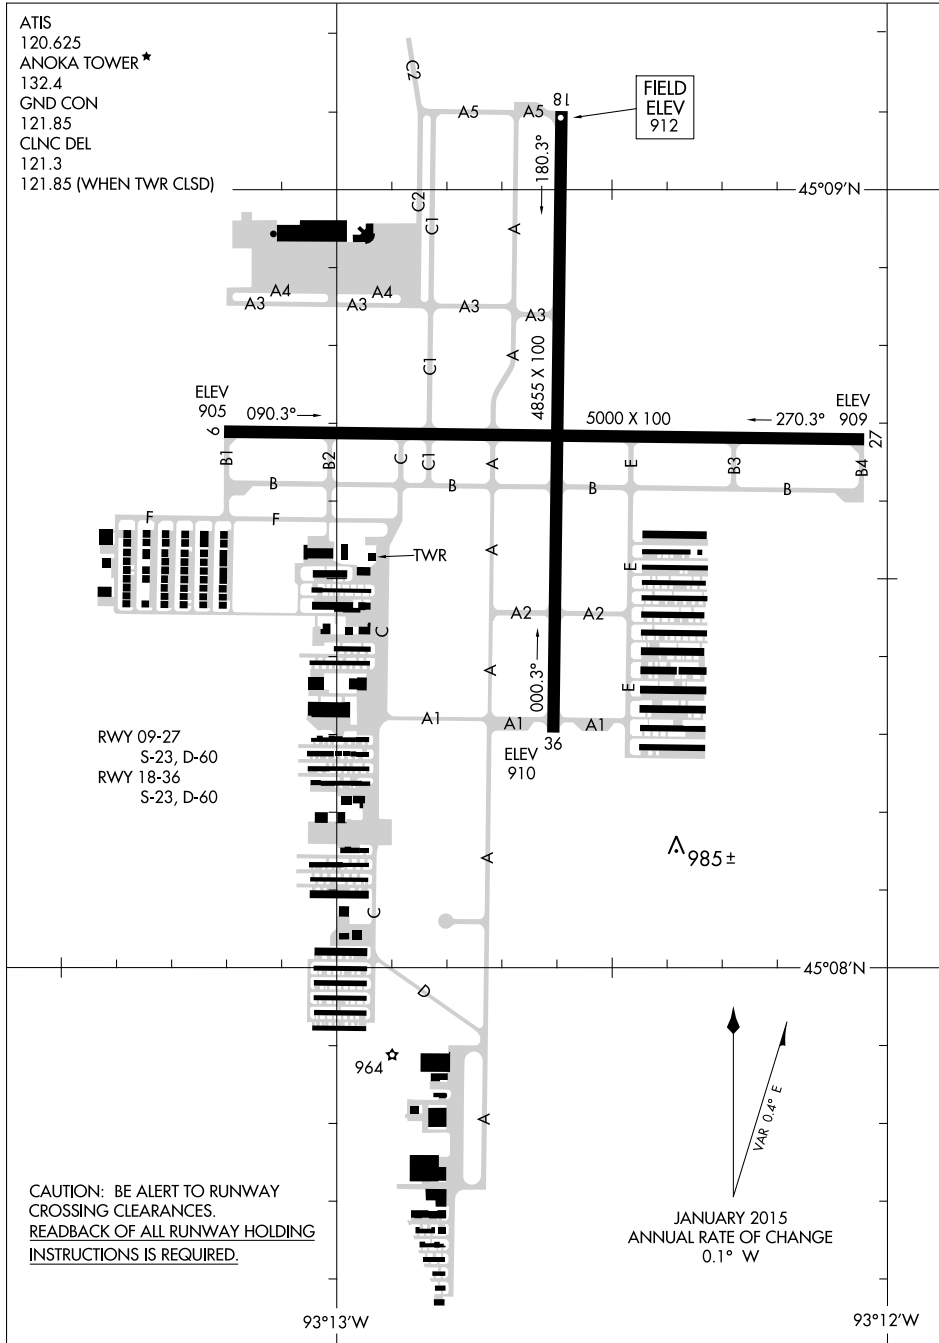 ATIS
120.625
ANOKA TOWER
132.4
GND CON
121.85
CLNC DEL
121.3
121.85 (WHEN TWR CLSD)
C2
A5
A5
18
FIELD
ELEV
912
180.3°
45°09'N
C2
C1
A
A4
A4
A3
A3
A3
A3
C1
A
4855 X 100
ELEV
905
090.3°
5000 X 100
270.3°
ELEV
909
9
27
B1
B2
C
C1
A
E
B3
B4
B
B
B
B
F
F
TWR
A
E
A2
A2
C
A
000.3°
E
A1
A1
A1
36
ELEV
910
RWY 09-27
S-23, D-60
RWY 18-36
S-23, D-60
A
985 ±
C
45°08'N
D
964
A
VAR 0.4° E
CAUTION: BE ALERT TO RUNWAY
CROSSING CLEARANCES.
READBACK OF ALL RUNWAY HOLDING
INSTRUCTIONS IS REQUIRED.
JANUARY 2015
ANNUAL RATE OF CHANGE
0.1° W
93°13'W
93°12'W